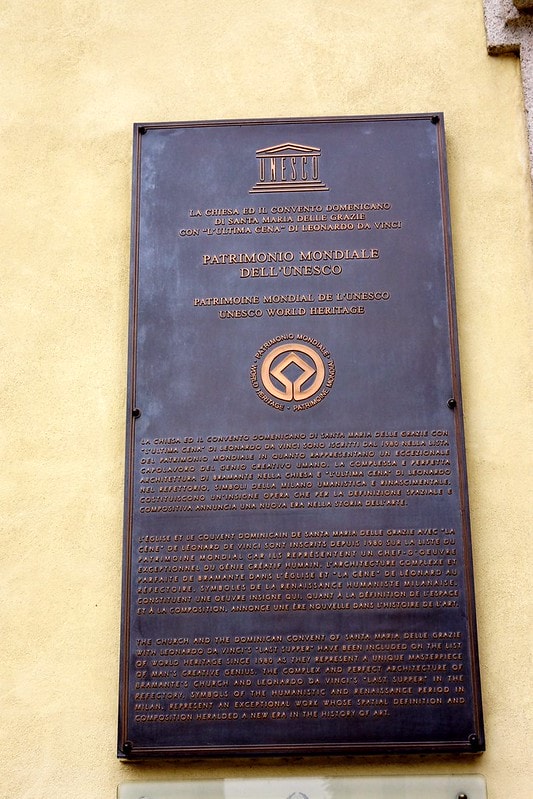 UNESCO
LA CHIESA ED IL CONVENTO DOMENICANO
DI SANTA MARIA DELLE GRAZIE
CON "L'ULTIMA CENA" DI LEONARDO DA VINCI
PATRIMONIO MONDIALE
DELL'UNESCO
PATRIMOINE MONDIAL DE L'UNESCO
UNESCO WORLD HERITAGE
PATRIMONIO MONDIALE • WORLD HERITAGE • PATRIMOINE MONDIAL •
LA CHIESA ED IL CONVENTO DOMENICANO DI SANTA MARIA DELLE GRAZIE CON
"L'ULTIMA CENA" DI LEONARDO DA VINCI SONO ISCRITTI DAL 1980 NELLA LISTA
DEL PATRIMONIO MONDIALE IN QUANTO RAPPRESENTANO UN ECCEZIONALE
CAPOLAVORO DEL GENIO CREATIVO UMANO. LA COMPLESSA E PERFETTA
ARCHITETTURA DI BRAMANTE NELLA CHIESA E "L'ULTIMA CENA" DI LEONARDO
NEL REFETTORIO, SIMBOLI DELLA MILANO UMANISTICA E RINASCIMENTALE,
COSTITUISCONO UN'INSIGNE OPERA CHE PER LA DEFINIZIONE SPAZIALE E
COMPOSITIVA ANNUNCIA UNA NUOVA ERA NELLA STORIA DELL'ARTE.
L'ÉGLISE ET LE COUVENT DOMINICAIN DE SANTA MARIA DELLE GRAZIE AVEC "LA
CÈNE" DE LÉONARD DE VINCI SONT INSCRITS DEPUIS 1980 SUR LA LISTE DU
PATRIMOINE MONDIAL CAR ILS REPRÉSENTENT UN CHEF-D'OEUVRE
EXCEPTIONNEL DU GÉNIE CRÉATIF HUMAIN. L'ARCHITECTURE COMPLEXE ET
PARFAITE DE BRAMANTE DANS L'ÉGLISE ET "LA CÈNE" DE LÉONARD AU
RÉFECTOIRE, SYMBOLES DE LA RENAISSANCE HUMANISTE MILANAISE,
CONSTITUENT UNE OEUVRE INSIGNE QUI, QUANT À LA DÉFINITION DE L'ESPACE
ET À LA COMPOSITION, ANNONCE UNE ÈRE NOUVELLE DANS L'HISTOIRE DE L'ART.
THE CHURCH AND THE DOMINICAN CONVENT OF SANTA MARIA DELLE GRAZIE
WITH LEONARDO DA VINCI'S "LAST SUPPER" HAVE BEEN INCLUDED ON THE LIST
OF WORLD HERITAGE SINCE 1980 AS THEY REPRESENT A UNIQUE MASTERPIECE
OF MAN'S CREATIVE GENIUS. THE COMPLEX AND PERFECT ARCHITECTURE OF
BRAMANTE'S CHURCH AND LEONARDO DA VINCI'S "LAST SUPPER" IN THE
REFECTORY, SYMBOLS OF THE HUMANISTIC AND RENAISSANCE PERIOD IN
MILAN, REPRESENT AN EXCEPTIONAL WORK WHOSE SPATIAL DEFINITION AND
COMPOSITION HERALDED A NEW ERA IN THE HISTORY OF ART.